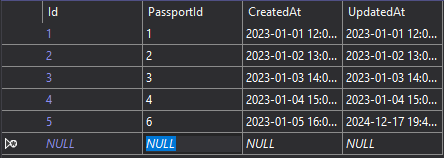 Id PassportId CreatedAt UpdatedAt
1 1 2023-01-01 12:0... 2023-01-01 12:0...
2 2 2023-01-02 13:0... 2023-01-02 13:0...
3 3 2023-01-03 14:0... 2023-01-03 14:0...
4 4 2023-01-04 15:0... 2023-01-04 15:0...
5 6 2023-01-05 16:0... 2024-12-17 19:4...
NULL NULL NULL NULL